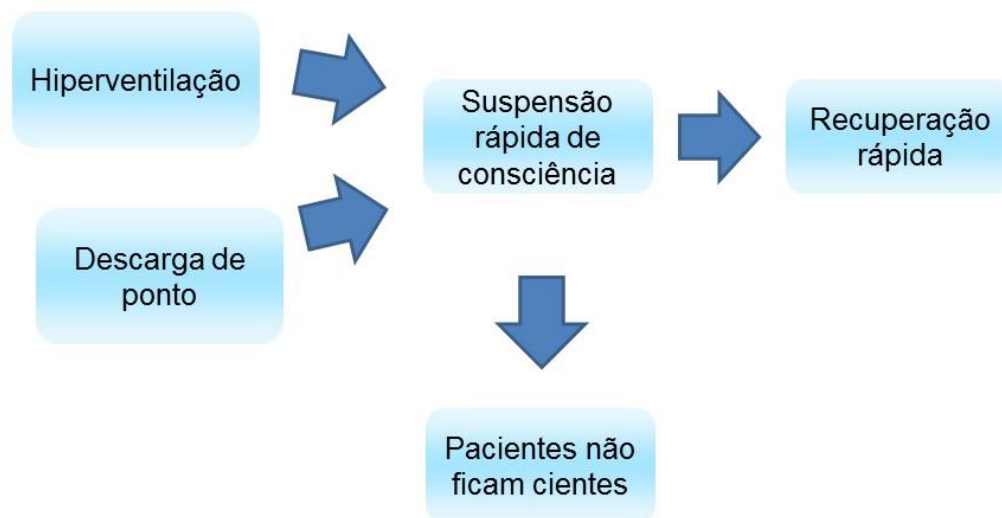 Hiperventilação
Descarga de
ponto
Suspensão
rápida de
consciência
Recuperação
rápida
Pacientes não
ficam cientes